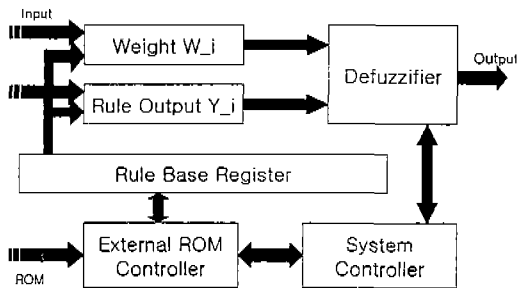 Input
Weight W_i
Defuzzifier
Output
Rule Output Y_i
Rule Base Register
External ROM
Controller
System
Controller
ROM